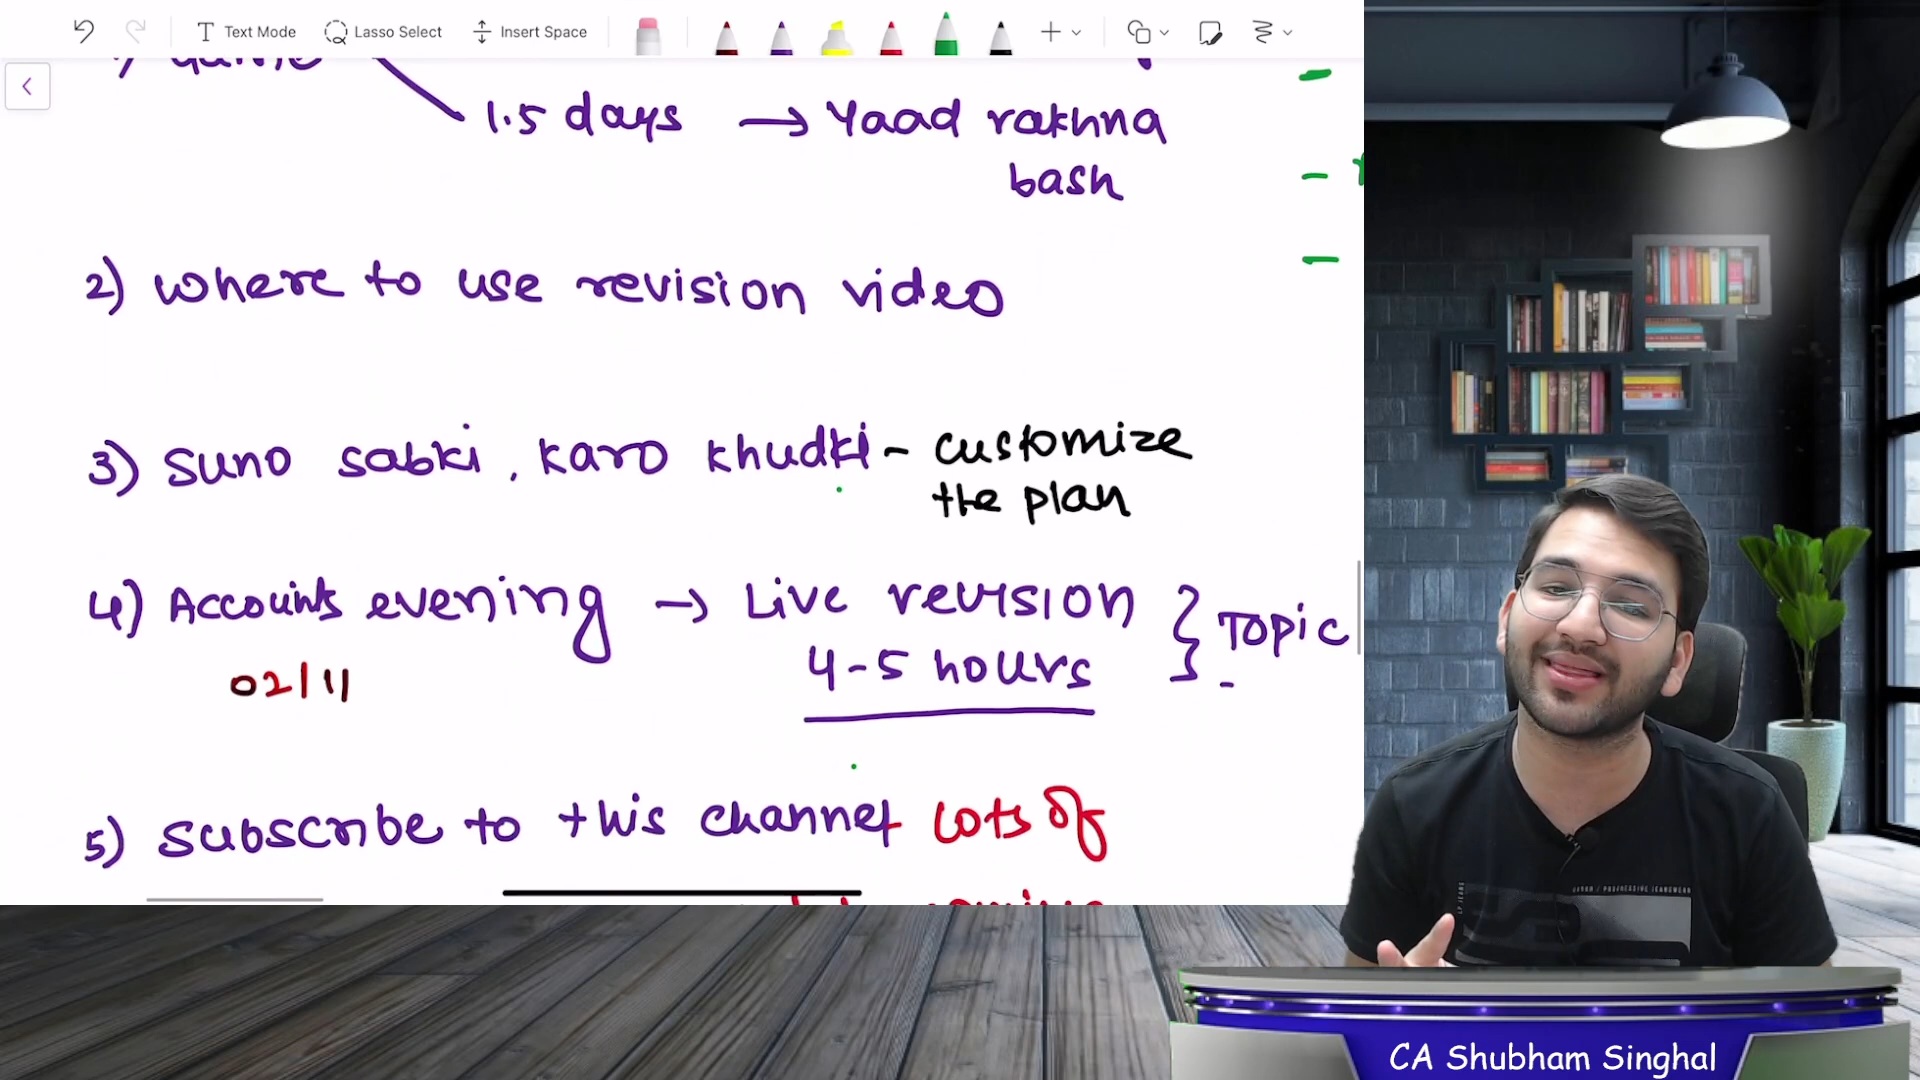 Text Mode Lasso Select Insert Space
1.5 days → Yaad rakhna
bash
2) where to use revision video
3) Suno sabki, karo khudki - customize
the plan
4) Accounts evening → Live revision } Topic
02/11 4-5 hours -
5) Subscribe to this channel Lots of
CA Shubham Singhal